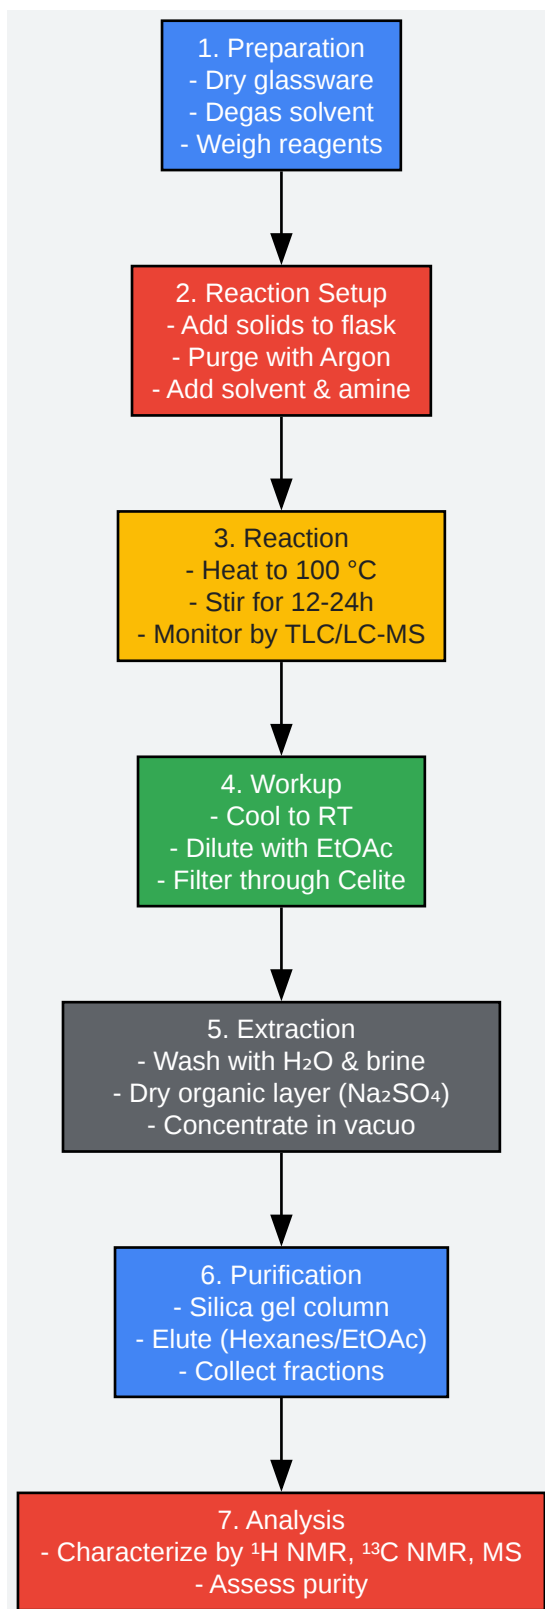 1. Preparation
- Dry glassware
- Degas solvent
- Weigh reagents
2. Reaction Setup
- Add solids to flask
- Purge with Argon
- Add solvent & amine
3. Reaction
- Heat to 100 °C
- Stir for 12-24h
- Monitor by TLC/LC-MS
4. Workup
- Cool to RT
- Dilute with EtOAc
- Filter through Celite
5. Extraction
- Wash with H₂O & brine
- Dry organic layer (Na₂SO₄)
- Concentrate in vacuo
6. Purification
- Silica gel column
- Elute (Hexanes/EtOAc)
- Collect fractions
7. Analysis
- Characterize by ¹H NMR, ¹³C NMR, MS
- Assess purity